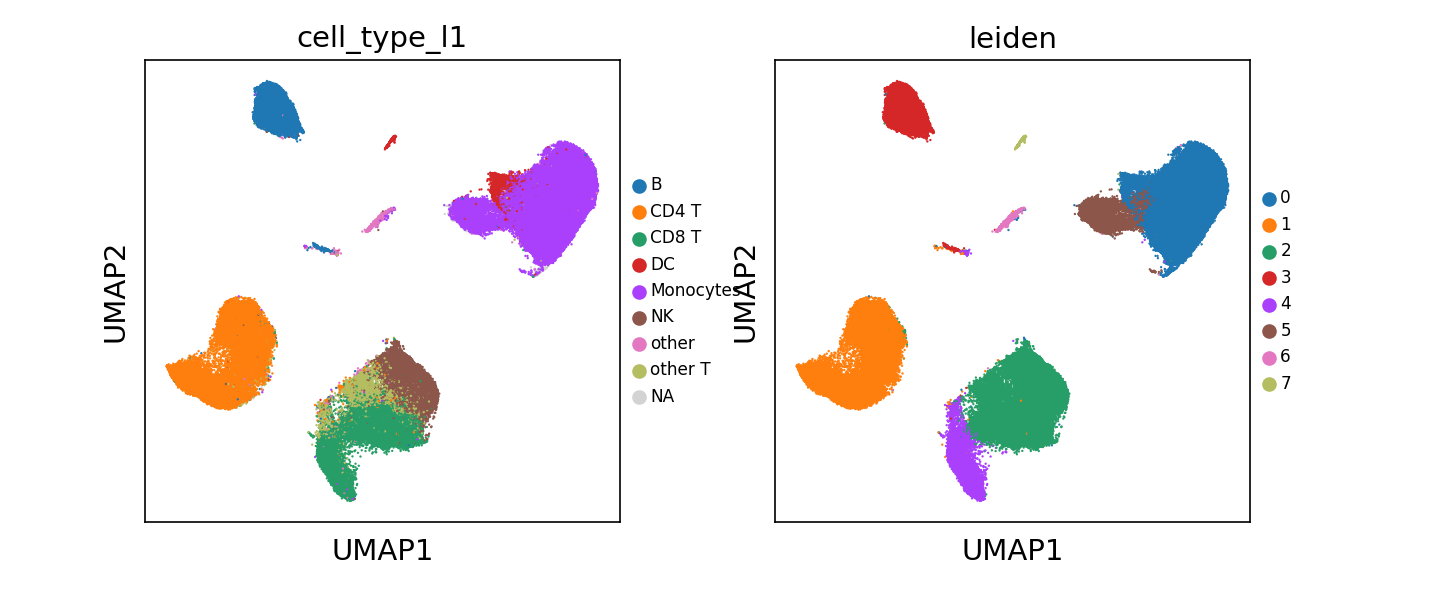 cell_type_l1
B
CD4 T
CD8 T
DC
Monocytes
NK
other
other T
NA
UMAP2
UMAP1
leiden
0
1
2
3
4
5
6
7
UMAP2
UMAP1